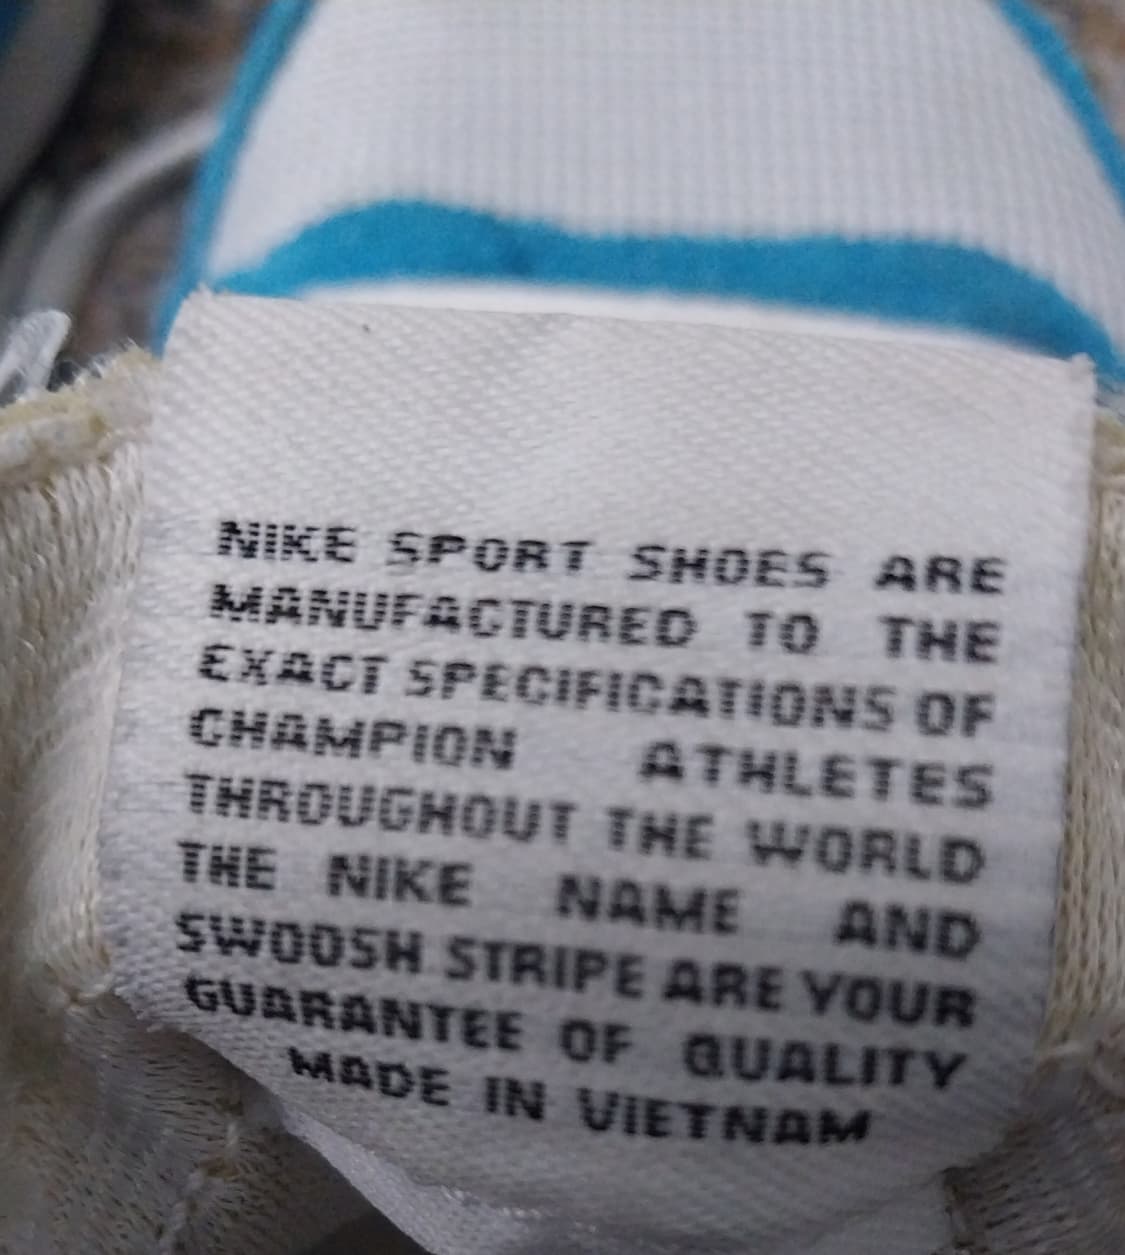 NIKE SPORT SHOES ARE
MANUFACTURED TO THE
EXACT SPECIFICATIONS OF
CHAMPION ATHLETES
THROUGHOUT THE WORLD
THE NIKE NAME AND
SWOOSH STRIPE ARE YOUR
GUARANTEE OF QUALITY
MADE IN VIETNAM